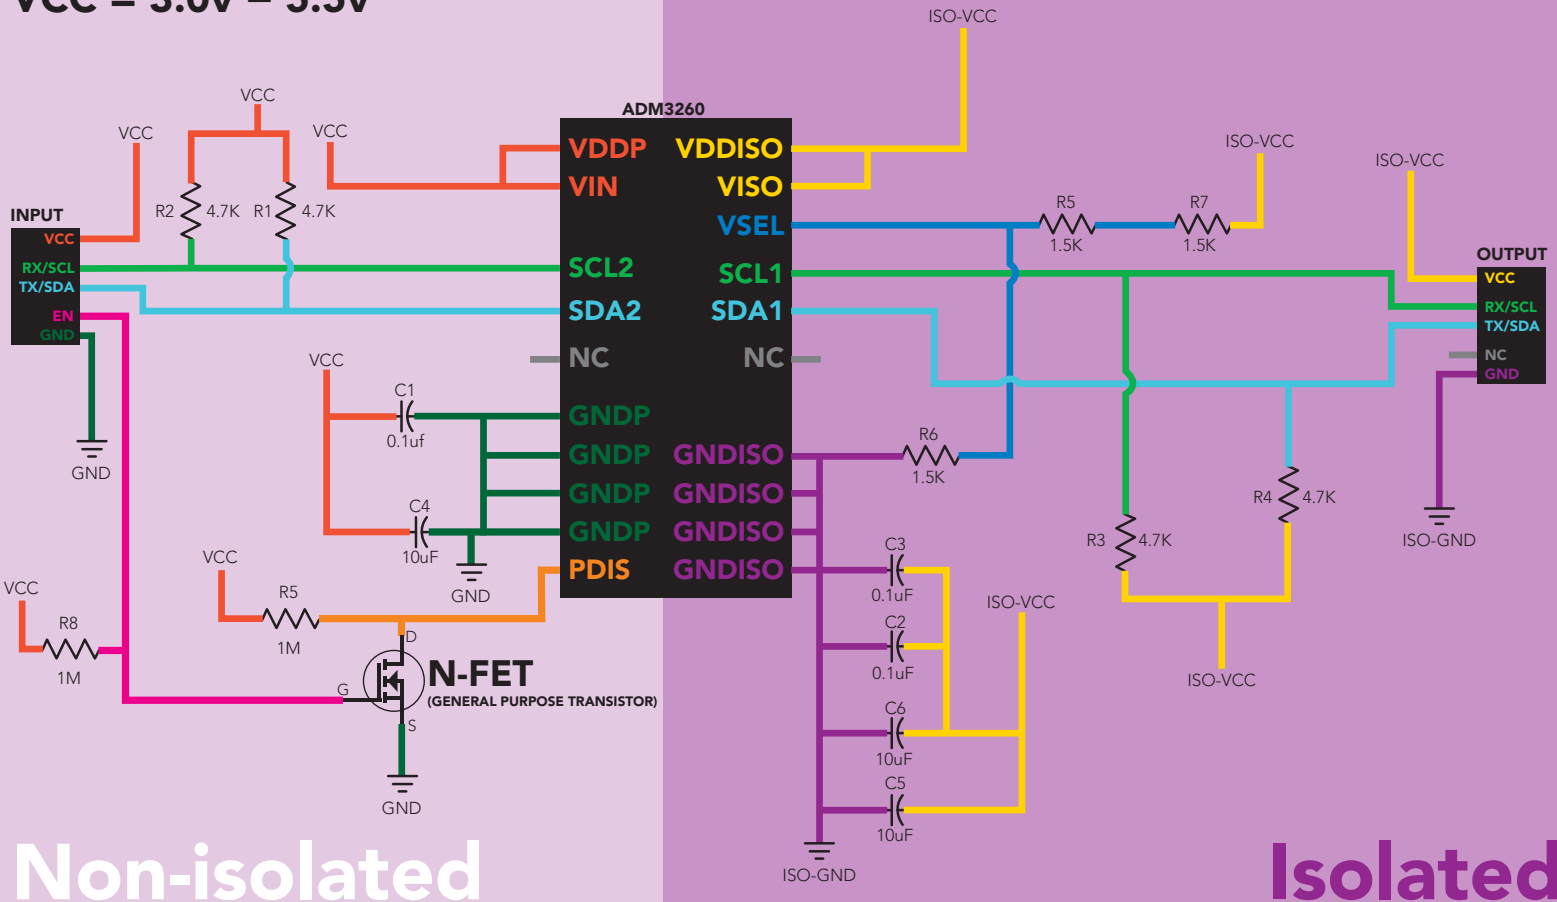 VCC = 3.0v – 5.5v
ISO-VCC
VCC
ADM3260
VCC
VCC
ISO-VCC
ISO-VCC
VDDP
VDDISO
VIN
VISO
R2
4.7K
R1
4.7K
VSEL
R5
1.5K
R7
1.5K
INPUT
VCC
RX/SCL
TX/SDA
EN
GND
SCL2
SCL1
SDA2
SDA1
OUTPUT
VCC
RX/SCL
TX/SDA
NC
GND
NC
NC
VCC
C1
0.1uf
GNDP
GNDP
GNDISO
GNDP
GNDISO
GNDP
GNDISO
PDIS
GNDISO
R6
1.5K
GND
C4
10uF
GND
R4
4.7K
R3
4.7K
ISO-GND
C3
0.1uF
VCC
R5
1M
VCC
R8
1M
C2
0.1uF
ISO-VCC
ISO-VCC
D
G
S
N-FET
(GENERAL PURPOSE TRANSISTOR)
C6
10uF
C5
10uF
GND
ISO-GND
Non-isolated
Isolated